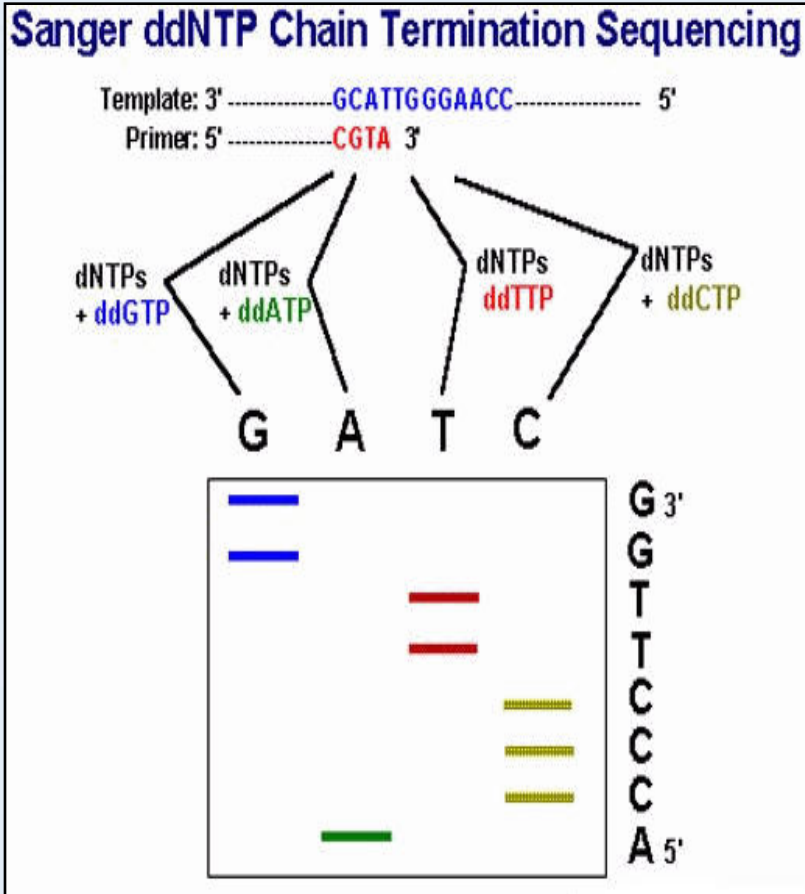 Sanger ddNTP Chain Termination Sequencing
Template: 3' --------------GCATTGGGAACC----------------- 5'
Primer: 5' --------------CGTA 3'
dNTPs
+ ddGTP
dNTPs
+ ddATP
dNTPs
ddTTP
dNTPs
+ ddCTP
G A T C
G 3'
G
T
T
C
C
C
A 5'